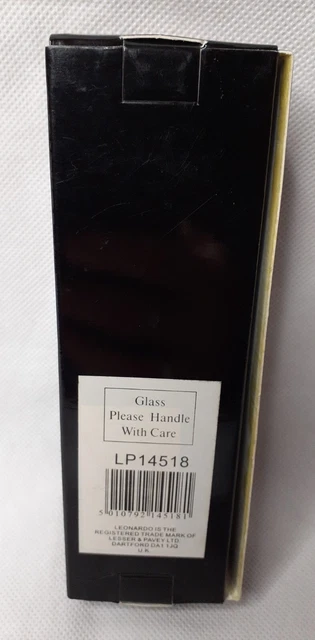 Glass
Please Handle
With Care
LP14518
5 010792 145181
LEONARDO IS THE
REGISTERED TRADE MARK OF
LESSER & PAVEY LTD.
DARTFORD DA1 1JQ
U.K.